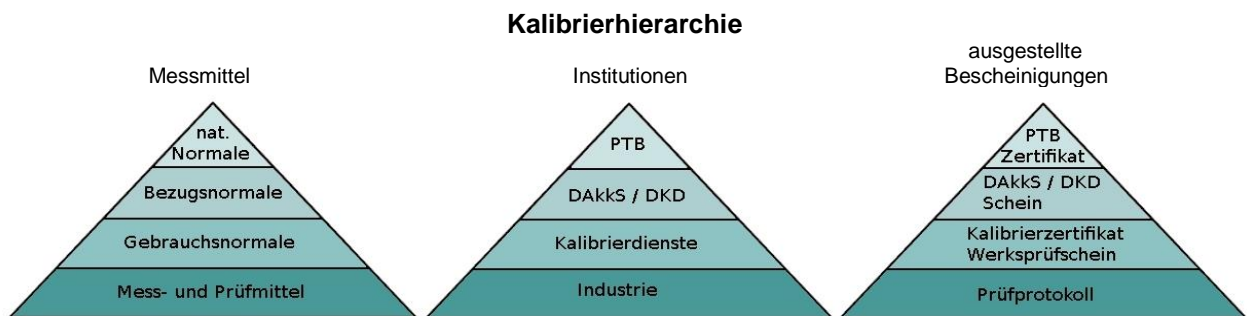 Kalibrierhierarchie
Messmittel
nat.
Normale
Bezugsnormale
Gebrauchsnormale
Mess- und Prüfmittel
Institutionen
PTB
DAkkS / DKD
Kalibrierdienste
Industrie
ausgestellte
Bescheinigungen
PTB
Zertifikat
DAkkS / DKD
Schein
Kalibrierzertifikat
Werksprüfschein
Prüfprotokoll